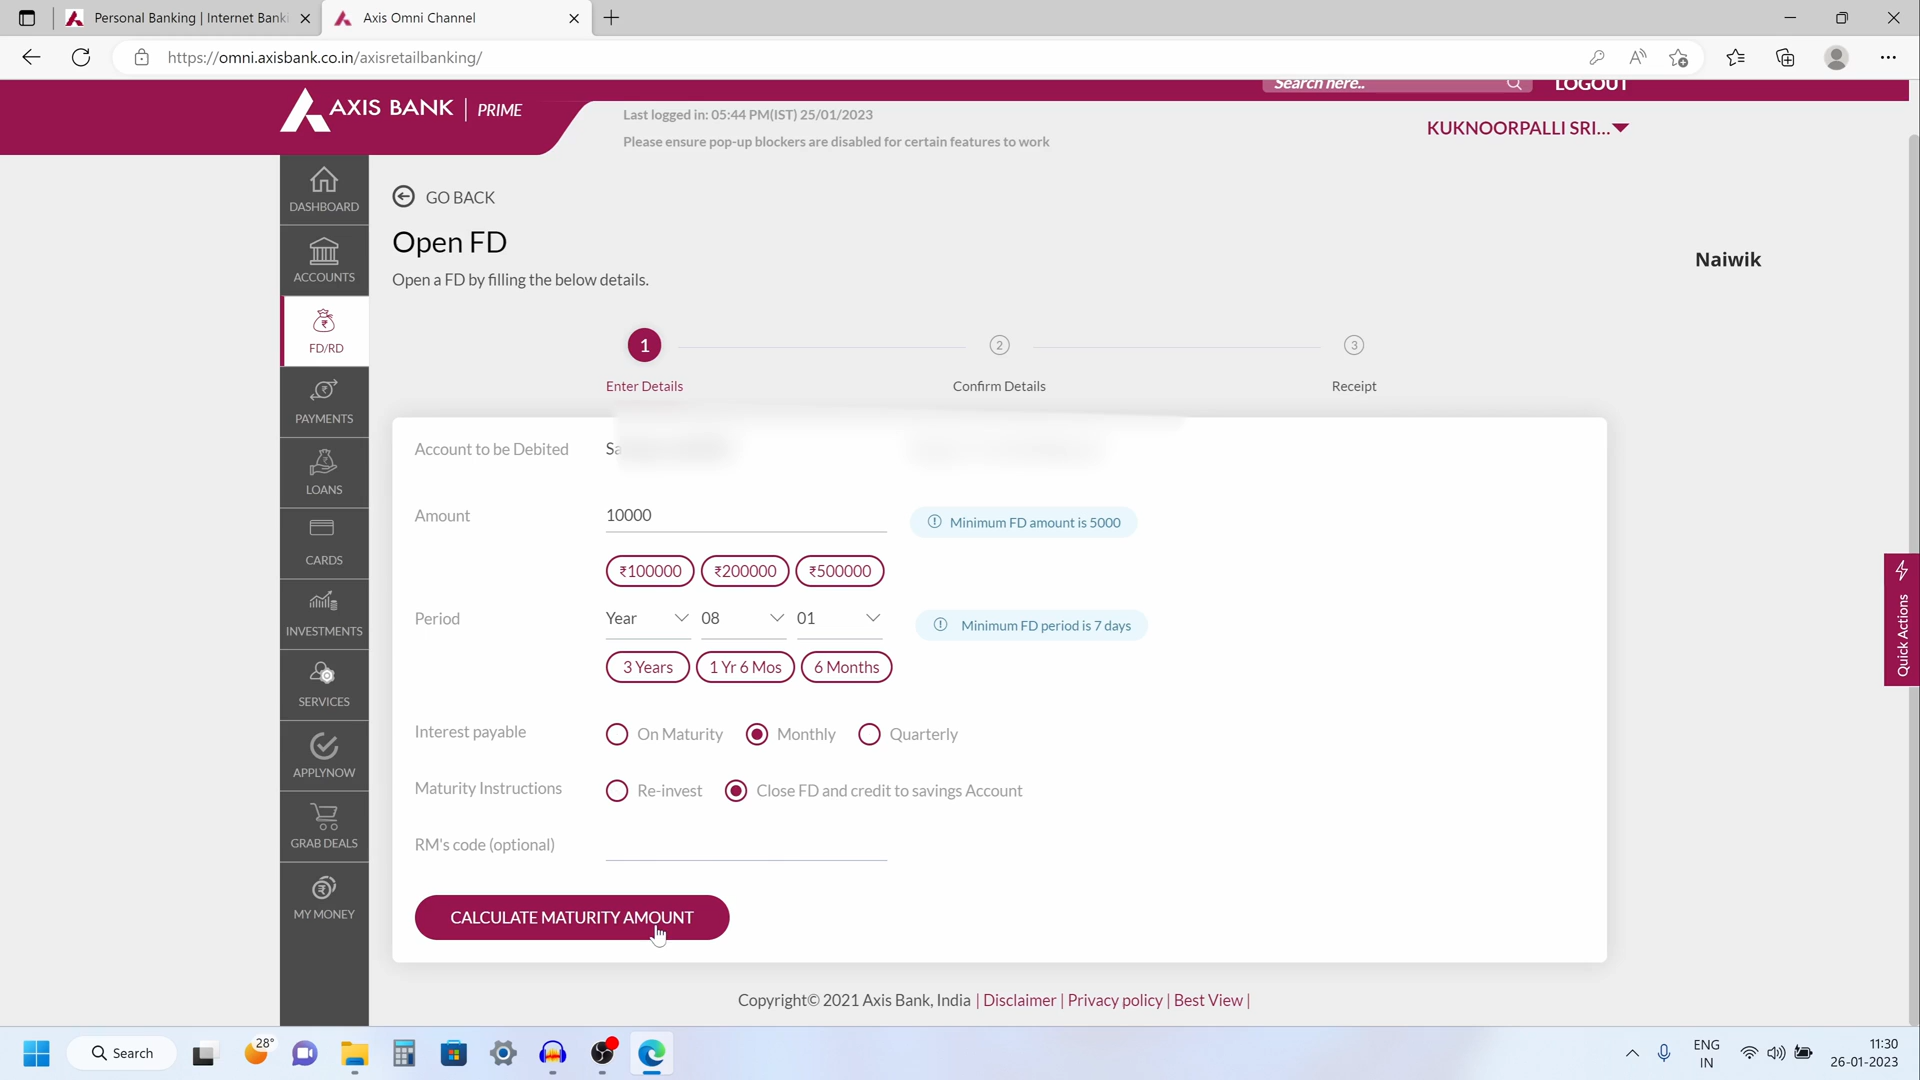 Personal Banking | Internet Banki
Axis Omni Channel
https://omni.axisbank.co.in/axisretailbanking/
AXIS BANK | PRIME
Search here..
LOGOUT
Last logged in: 05:44 PM(IST) 25/01/2023
Please ensure pop-up blockers are disabled for certain features to work
KUKNOORPALLI SRI...
DASHBOARD
ACCOUNTS
FD/RD
PAYMENTS
LOANS
CARDS
INVESTMENTS
SERVICES
APPLYNOW
GRAB DEALS
MY MONEY
GO BACK
Open FD
Open a FD by filling the below details.
Naiwik
1 2 3
Enter Details Confirm Details Receipt
Account to be Debited
Amount 10000 Minimum FD amount is 5000
₹100000 ₹200000 ₹500000
Period Year 08 01 Minimum FD period is 7 days
3 Years 1 Yr 6 Mos 6 Months
Interest payable On Maturity Monthly Quarterly
Maturity Instructions Re-invest Close FD and credit to savings Account
RM's code (optional)
CALCULATE MATURITY AMOUNT
Quick Actions
Copyright© 2021 Axis Bank, India | Disclaimer | Privacy policy | Best View |
Search
28°
ENG
IN
11:30
26-01-2023